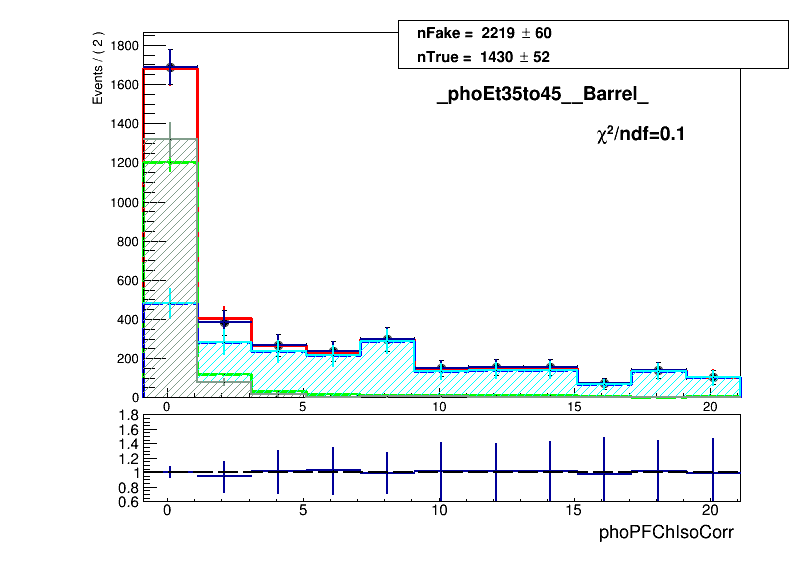 nFake = 2219 ± 60
nTrue = 1430 ± 52
_phoEt35to45__Barrel_
χ²/ndf=0.1
Events / ( 2 )
1800
1600
1400
1200
1000
800
600
400
200
0
0 5 10 15 20
1.8
1.6
1.4
1.2
1
0.8
0.6
0 5 10 15 20
phoPFChIsoCorr